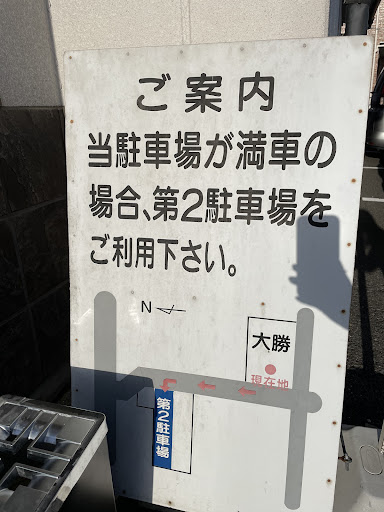 ご案内
当駐車場が満車の
場合、第2駐車場を
ご利用下さい。
N
大勝
現在地
第2駐車場